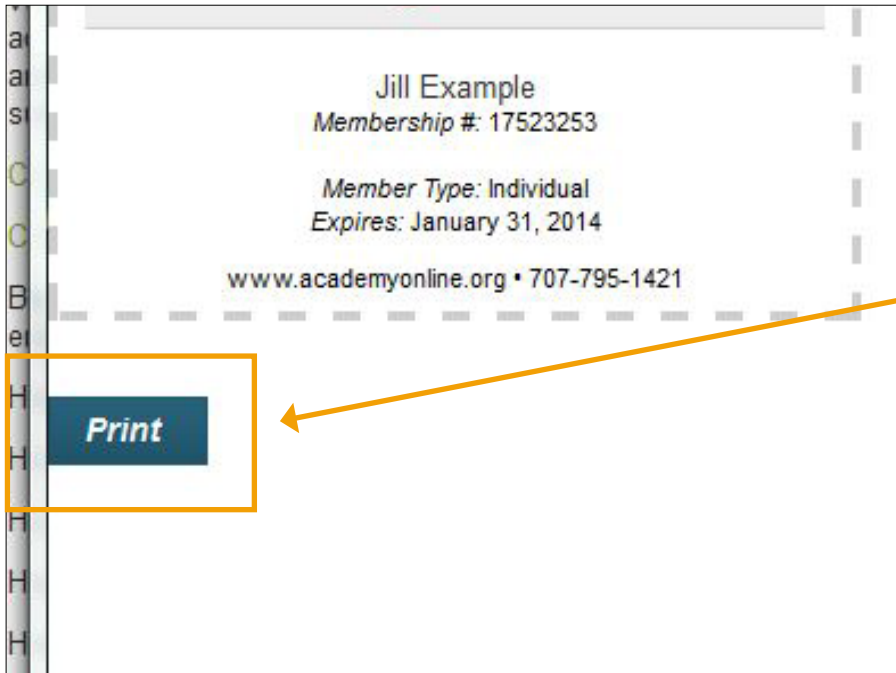 Jill Example
Membership #: 17523253
Member Type: Individual
Expires: January 31, 2014
www.academyonline.org • 707-795-1421
Print